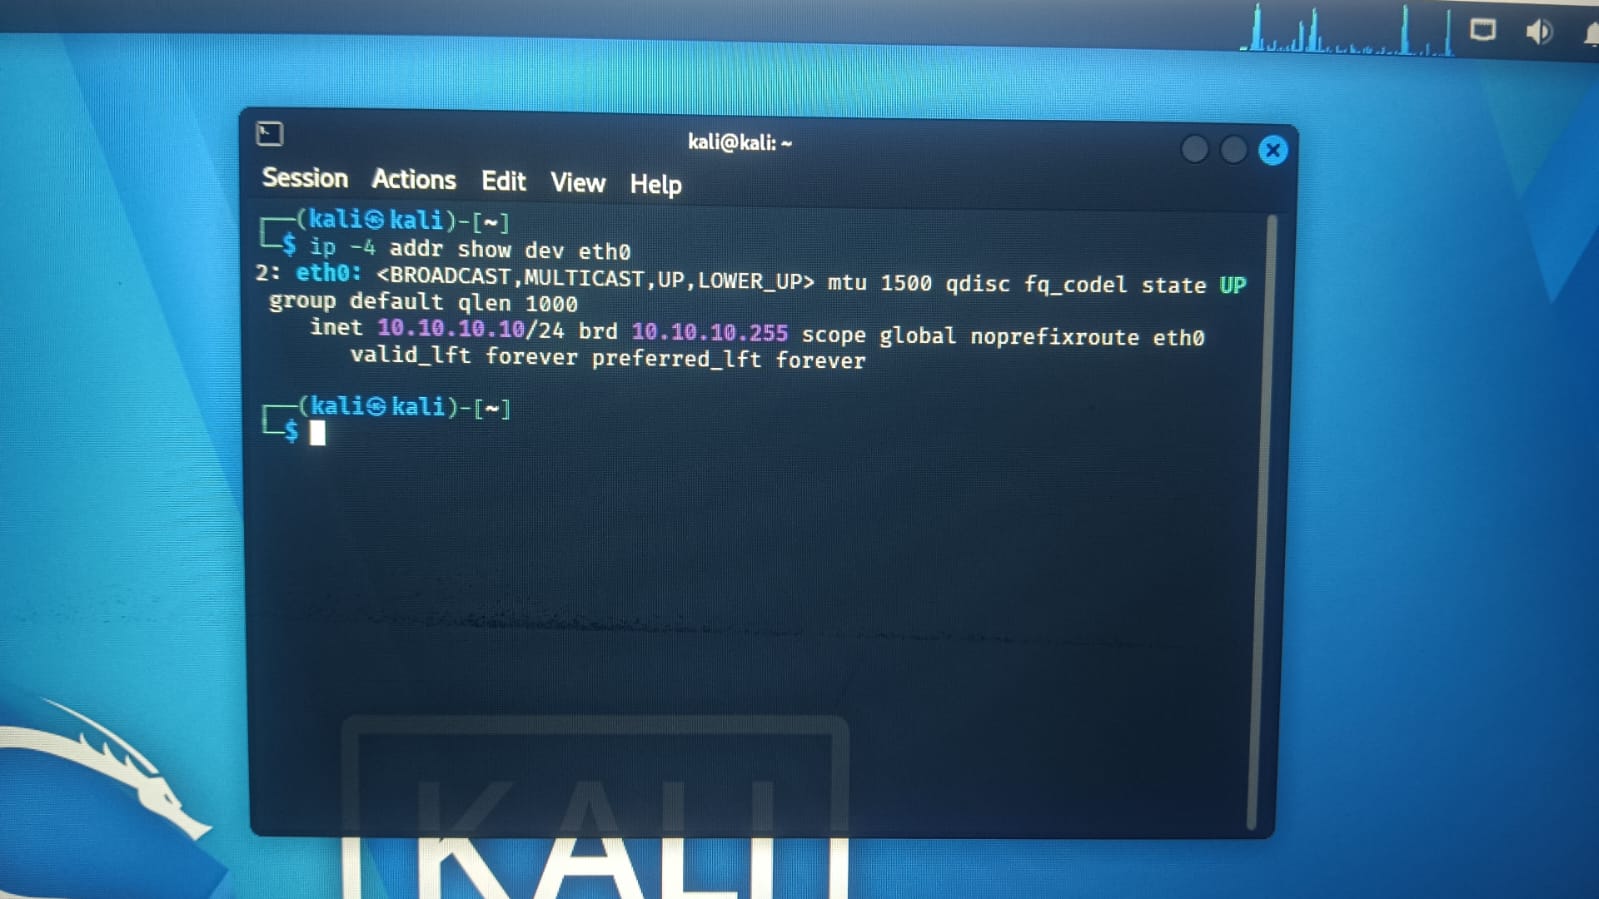 kali@kali: ~
Session Actions Edit View Help
┌──(kali㉿kali)-[~]
└─$ ip -4 addr show dev eth0
2: eth0: <BROADCAST,MULTICAST,UP,LOWER_UP> mtu 1500 qdisc fq_codel state UP
group default qlen 1000
inet 10.10.10.10/24 brd 10.10.10.255 scope global noprefixroute eth0
valid_lft forever preferred_lft forever
┌──(kali㉿kali)-[~]
└─$
KALI